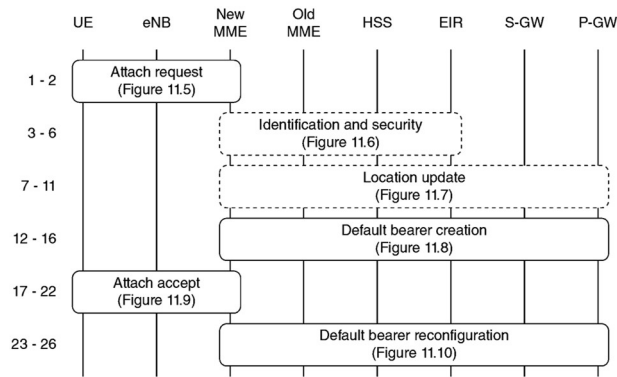 UE eNB New MME Old MME HSS EIR S-GW P-GW
1 - 2
Attach request
(Figure 11.5)
3 - 6
Identification and security
(Figure 11.6)
7 - 11
Location update
(Figure 11.7)
12 - 16
Default bearer creation
(Figure 11.8)
17 - 22
Attach accept
(Figure 11.9)
23 - 26
Default bearer reconfiguration
(Figure 11.10)